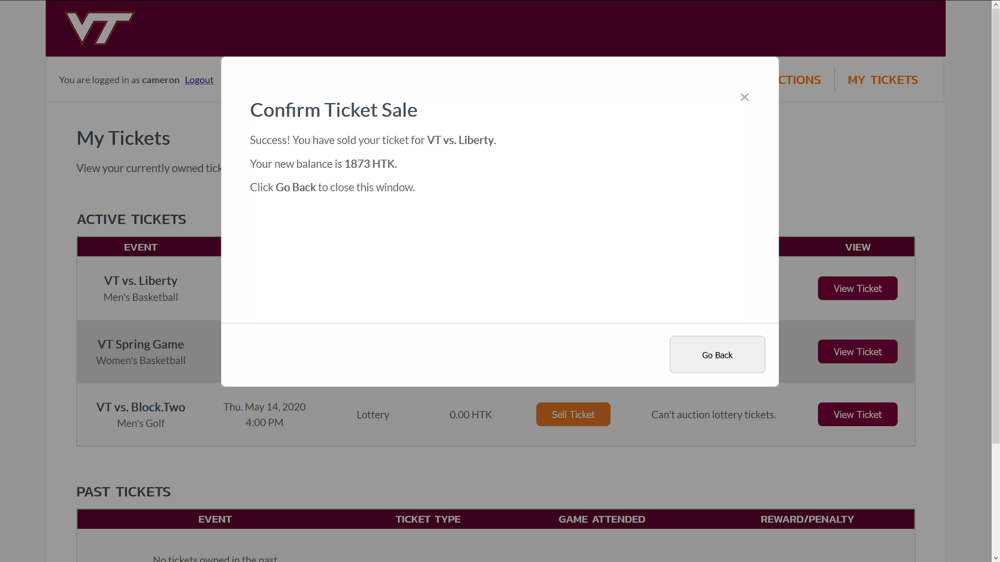 VT
You are logged in as cameron Logout
CTIONS
MY TICKETS
Confirm Ticket Sale
Success! You have sold your ticket for VT vs. Liberty.
Your new balance is 1873 HTK.
Click Go Back to close this window.
Go Back
My Tickets
View your currently owned tick
ACTIVE TICKETS
EVENT VIEW
VT vs. Liberty
Men's Basketball
View Ticket
VT Spring Game
Women's Basketball
View Ticket
VT vs. Block.Two
Men's Golf
Thu. May 14, 2020
4:00 PM
Lottery
0.00 HTK
Sell Ticket
Can't auction lottery tickets.
View Ticket
PAST TICKETS
EVENT TICKET TYPE GAME ATTENDED REWARD/PENALTY
No tickets owned in the past